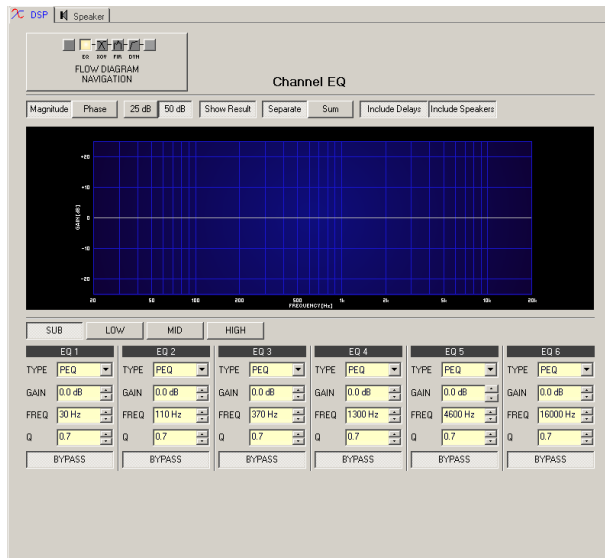 DSP Speaker
EQ XOV FIR DYN
FLOW DIAGRAM
NAVIGATION
Channel EQ
Magnitude Phase 25 dB 50 dB Show Result Separate Sum Include Delays Include Speakers
+20
+10
GAIN[dB]
0
-10
-20
20 50 100 200 500 1k 2k 5k 10k 20k
FREQUENCY[Hz]
SUB LOW MID HIGH
EQ 1 EQ 2 EQ 3 EQ 4 EQ 5 EQ 6
TYPE PEQ TYPE PEQ TYPE PEQ TYPE PEQ TYPE PEQ TYPE PEQ
GAIN 0.0 dB GAIN 0.0 dB GAIN 0.0 dB GAIN 0.0 dB GAIN 0.0 dB GAIN 0.0 dB
FREQ 30 Hz FREQ 110 Hz FREQ 370 Hz FREQ 1300 Hz FREQ 4600 Hz FREQ 16000 Hz
Q 0.7 Q 0.7 Q 0.7 Q 0.7 Q 0.7 Q 0.7
BYPASS BYPASS BYPASS BYPASS BYPASS BYPASS